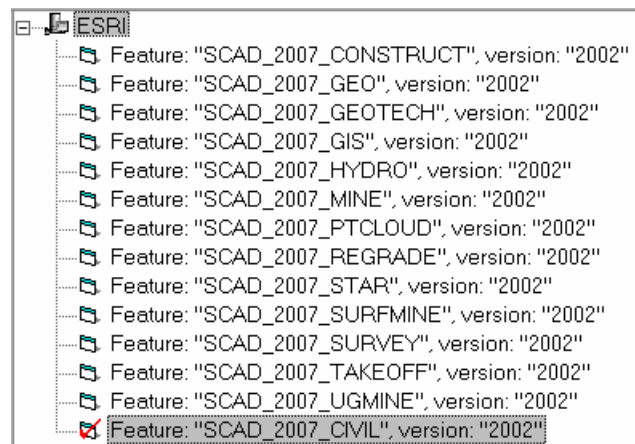 ESRI
Feature: "SCAD_2007_CONSTRUCT", version: "2002"
Feature: "SCAD_2007_GEO", version: "2002"
Feature: "SCAD_2007_GEOTECH", version: "2002"
Feature: "SCAD_2007_GIS", version: "2002"
Feature: "SCAD_2007_HYDRO", version: "2002"
Feature: "SCAD_2007_MINE", version: "2002"
Feature: "SCAD_2007_PTCLOUD", version: "2002"
Feature: "SCAD_2007_REGRADE", version: "2002"
Feature: "SCAD_2007_STAR", version: "2002"
Feature: "SCAD_2007_SURFMINE", version: "2002"
Feature: "SCAD_2007_SURVEY", version: "2002"
Feature: "SCAD_2007_TAKEOFF", version: "2002"
Feature: "SCAD_2007_UGMINE", version: "2002"
Feature: "SCAD_2007_CIVIL", version: "2002"